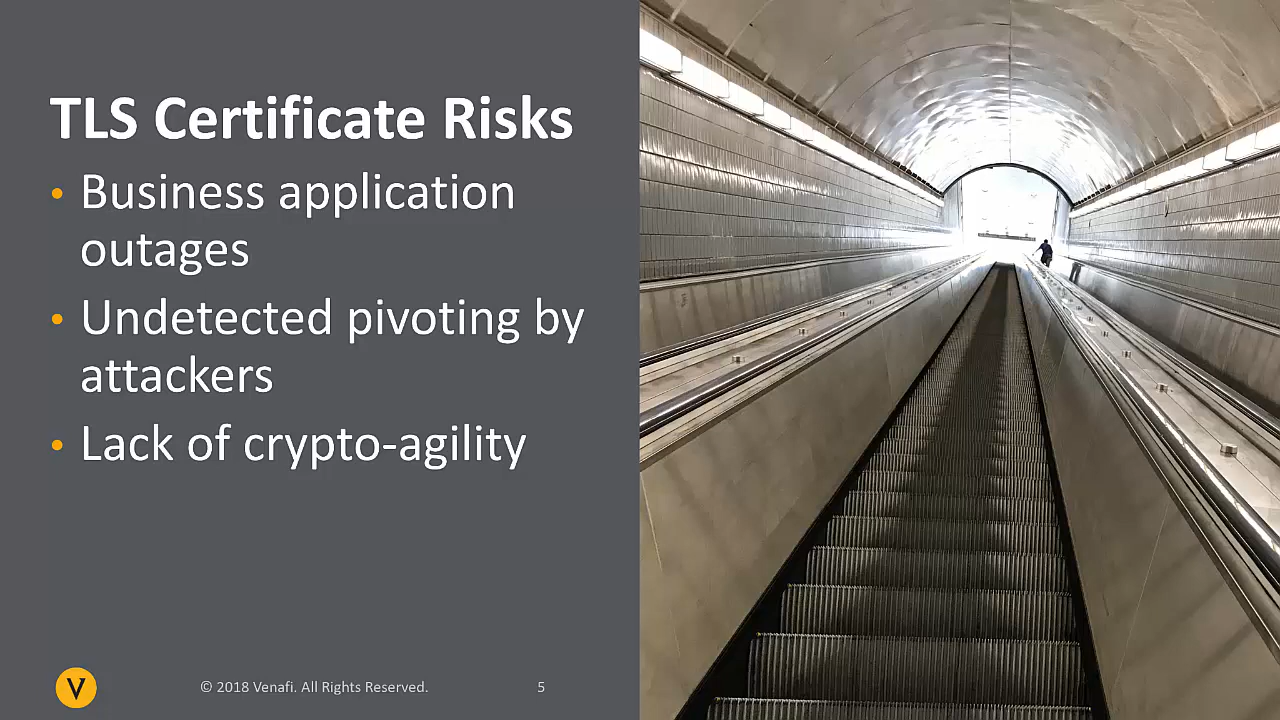 TLS Certificate Risks
• Business application
outages
• Undetected pivoting by
attackers
• Lack of crypto-agility
V
© 2018 Venafi. All Rights Reserved.
5